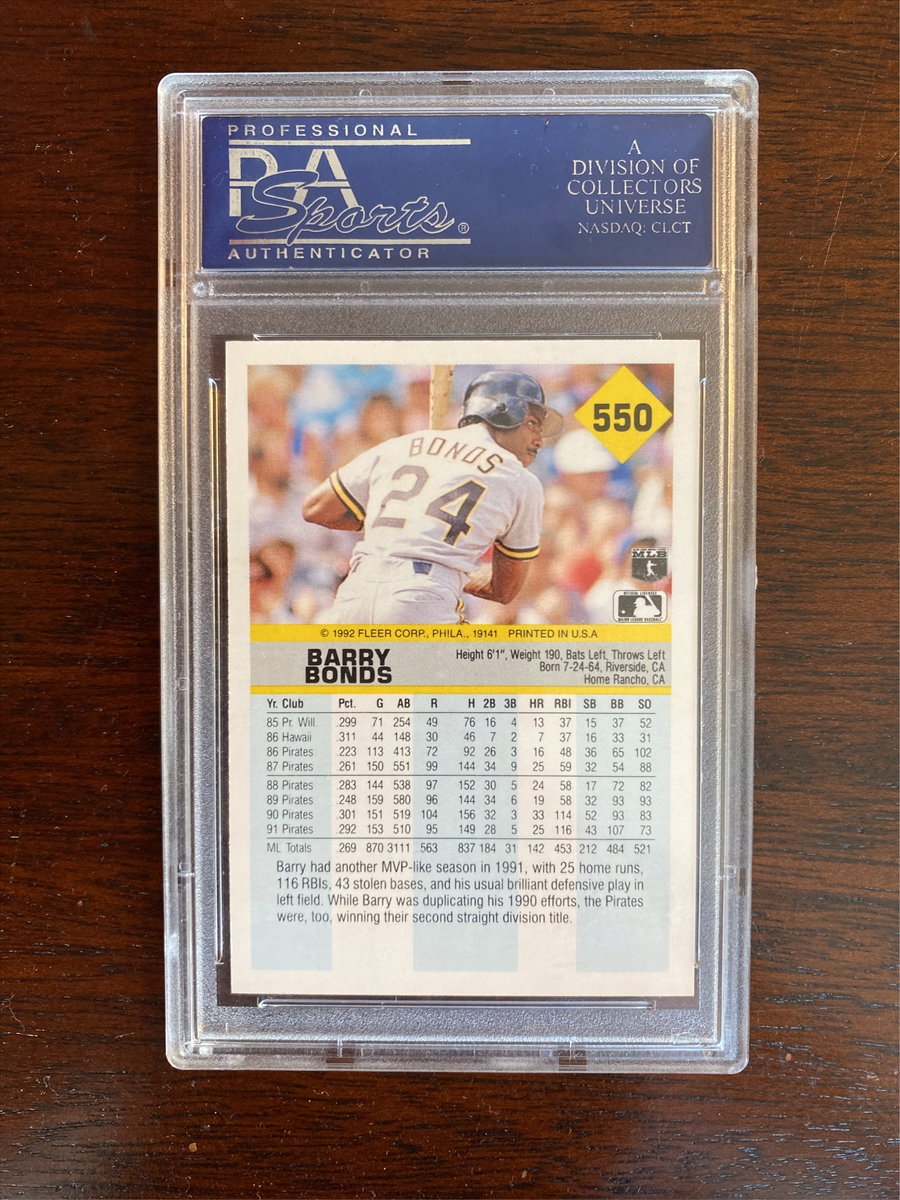 PROFESSIONAL
PSA
Sports®
AUTHENTICATOR
A
DIVISION OF
COLLECTORS
UNIVERSE
NASDAQ: CLCT
550
BONDS
24
MLB
OFFICIAL LICENSEE
MAJOR LEAGUE BASEBALL
© 1992 FLEER CORP., PHILA., 19141 PRINTED IN U.S.A
BARRY
BONDS
Height 6'1", Weight 190, Bats Left, Throws Left
Born 7-24-64, Riverside, CA
Home Rancho, CA
Yr. Club Pct. G AB R H 2B 3B HR RBI SB BB SO
85 Pr. Will. .299 71 254 49 76 16 4 13 37 15 37 52
86 Hawaii .311 44 148 30 46 7 2 7 37 16 33 31
86 Pirates .223 113 413 72 92 26 3 16 48 36 65 102
87 Pirates .261 150 551 99 144 34 9 25 59 32 54 88
88 Pirates .283 144 538 97 152 30 5 24 58 17 72 82
89 Pirates .248 159 580 96 144 34 6 19 58 32 93 93
90 Pirates .301 151 519 104 156 32 3 33 114 52 93 83
91 Pirates .292 153 510 95 149 28 5 25 116 43 107 73
ML Totals .269 870 3111 563 837 184 31 142 453 212 484 521
Barry had another MVP-like season in 1991, with 25 home runs,
116 RBIs, 43 stolen bases, and his usual brilliant defensive play in
left field. While Barry was duplicating his 1990 efforts, the Pirates
were, too, winning their second straight division title.